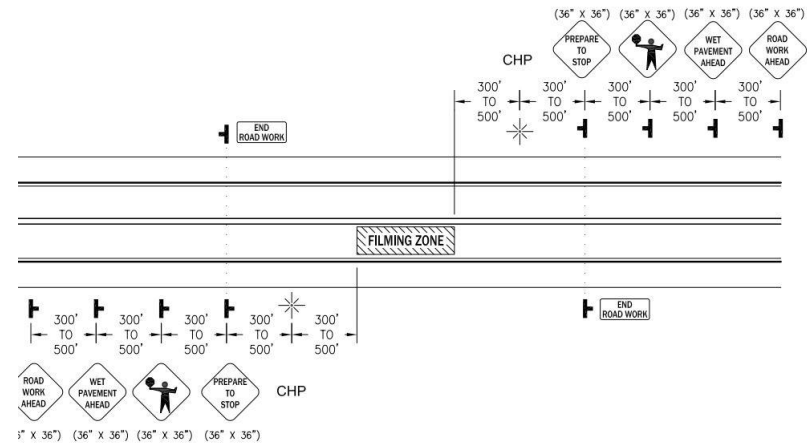 (36" X 36") (36" X 36") (36" X 36") (36" X 36")
PREPARE
TO
STOP
WET
PAVEMENT
AHEAD
ROAD
WORK
AHEAD
CHP
300' 300' 300' 300' 300'
TO TO TO TO TO
500' 500' 500' 500' 500'
END
ROAD WORK
FILMING ZONE
END
ROAD WORK
300' 300' 300' 300' 300'
TO TO TO TO TO
500' 500' 500' 500' 500'
ROAD
WORK
AHEAD
WET
PAVEMENT
AHEAD
PREPARE
TO
STOP
CHP
6" X 36") (36" X 36") (36" X 36") (36" X 36")